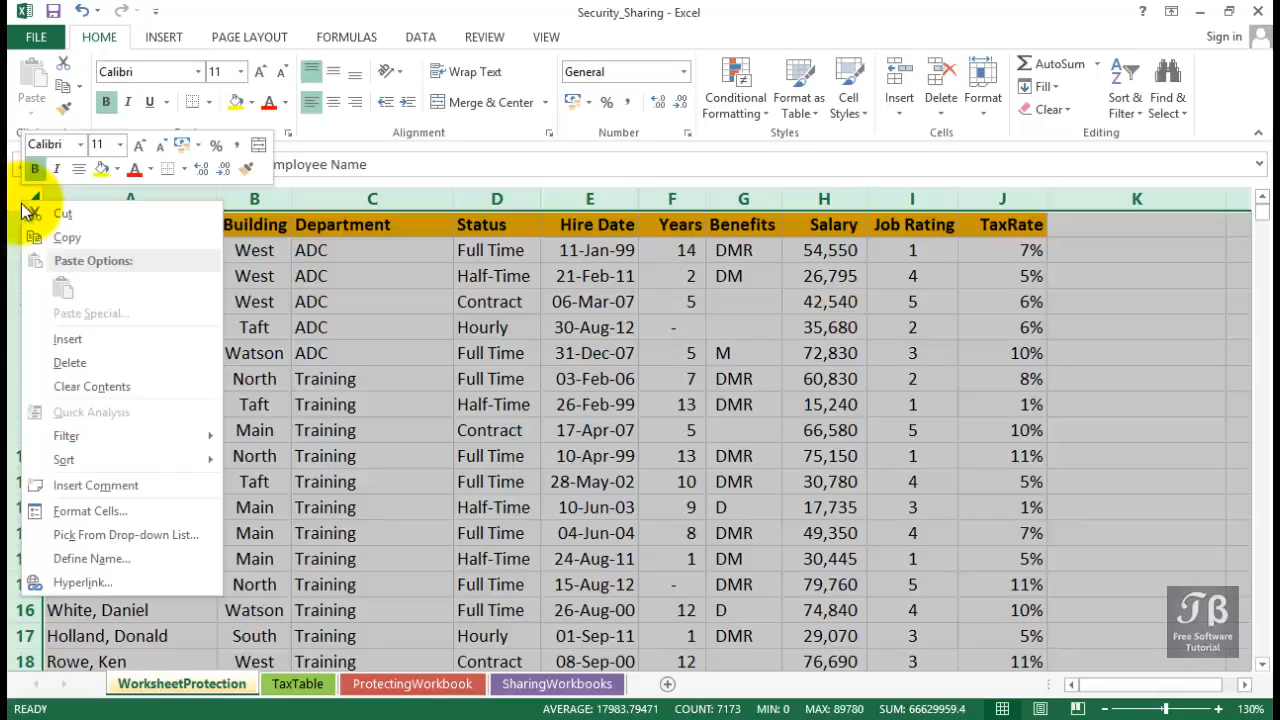 Security_Sharing - Excel
?
FILE HOME INSERT PAGE LAYOUT FORMULAS DATA REVIEW VIEW Sign in
Paste
Calibri 11 A A
B I U A
Wrap Text
Merge & Center
Alignment
General
% ,
Number
Conditional Formatting
Format as Table
Cell Styles
Styles
Insert Delete Format
Cells
AutoSum
Fill
Clear
Sort & Filter
Find & Select
Editing
Calibri 11 A A % ,
B I A
mployee Name
A B C D E F G H I J K
Building Department Status Hire Date Years Benefits Salary Job Rating TaxRate
West ADC Full Time 11-Jan-99 14 DMR 54,550 1 7%
West ADC Half-Time 21-Feb-11 2 DM 26,795 4 5%
West ADC Contract 06-Mar-07 5 42,540 5 6%
Taft ADC Hourly 30-Aug-12 - 35,680 2 6%
Watson ADC Full Time 31-Dec-07 5 M 72,830 3 10%
North Training Full Time 03-Feb-06 7 DMR 60,830 2 8%
Taft Training Half-Time 26-Feb-99 13 DMR 15,240 1 1%
Main Training Contract 17-Apr-07 5 66,580 5 10%
North Training Full Time 10-Apr-99 13 DMR 75,150 1 11%
Taft Training Full Time 28-May-02 10 DMR 30,780 4 5%
Main Training Half-Time 10-Jun-03 9 D 17,735 3 1%
Main Training Full Time 04-Jun-04 8 DMR 49,350 4 7%
Main Training Half-Time 24-Aug-11 1 DM 30,445 1 5%
North Training Full Time 15-Aug-12 - DMR 79,760 5 11%
16 White, Daniel Watson Training Full Time 26-Aug-00 12 D 74,840 4 10%
17 Holland, Donald South Training Hourly 01-Sep-11 1 DMR 29,070 3 5%
18 Rowe, Ken West Training Contract 08-Sep-00 12 76,690 3 11%
Cut
Copy
Paste Options:
Paste Special...
Insert
Delete
Clear Contents
Quick Analysis
Filter
Sort
Insert Comment
Format Cells...
Pick From Drop-down List...
Define Name...
Hyperlink...
TB
Free Software
Tutorial
WorksheetProtection TaxTable ProtectingWorkbook SharingWorkbooks
READY AVERAGE: 17983.79471 COUNT: 7173 MIN: 0 MAX: 89780 SUM: 66629959.4 130%